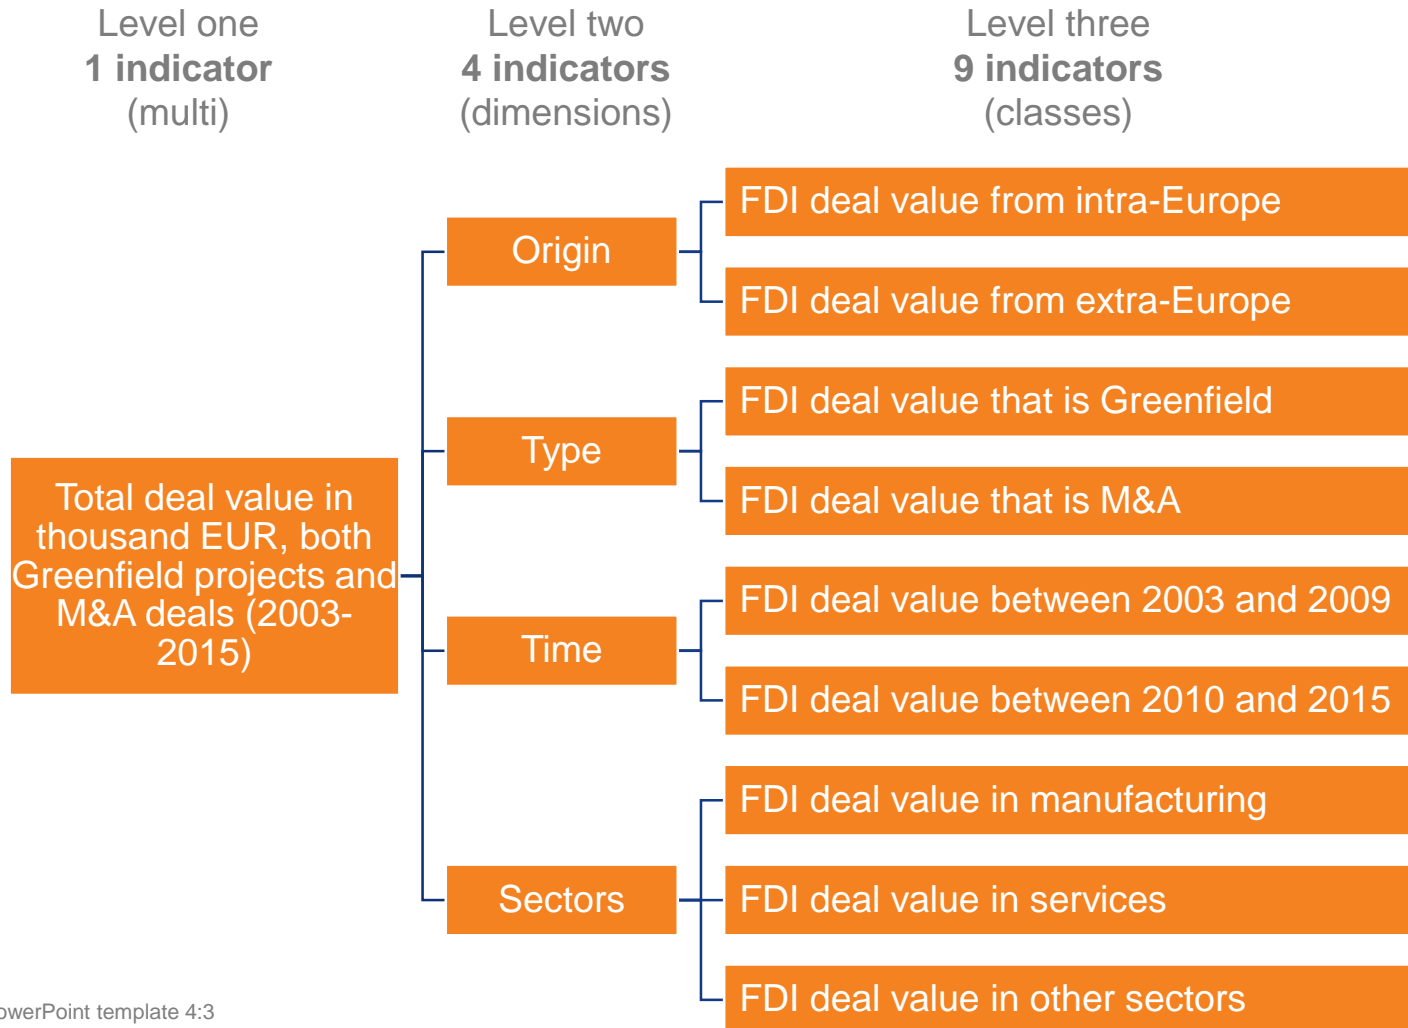 Level one
1 indicator
(multi)
Level two
4 indicators
(dimensions)
Level three
9 indicators
(classes)
Total deal value in
thousand EUR, both
Greenfield projects and
M&A deals (2003-
2015)
Origin
FDI deal value from intra-Europe
FDI deal value from extra-Europe
Type
FDI deal value that is Greenfield
FDI deal value that is M&A
Time
FDI deal value between 2003 and 2009
FDI deal value between 2010 and 2015
Sectors
FDI deal value in manufacturing
FDI deal value in services
FDI deal value in other sectors
owerPoint template 4:3